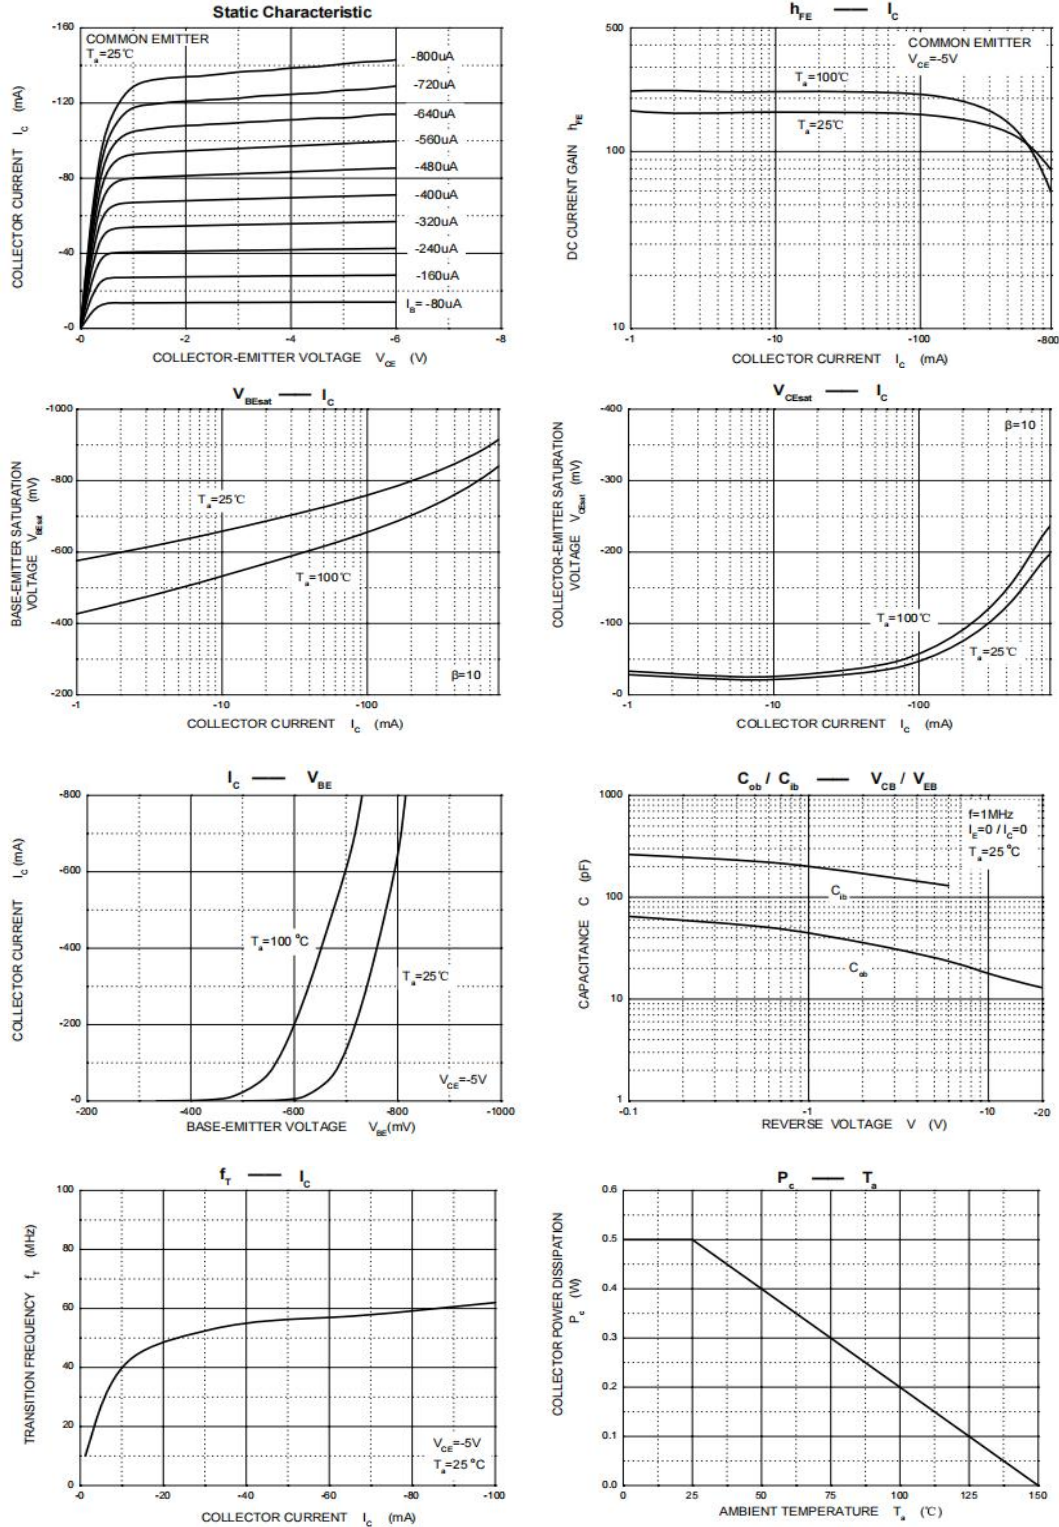 Static Characteristic
COMMON EMITTER
Ta=25℃
-800uA
-720uA
-640uA
-560uA
-480uA
-400uA
-320uA
-240uA
-160uA
IB= -80uA
-160
-120
-80
-40
-0
-0 -2 -4 -6 -8
COLLECTOR CURRENT IC (mA)
COLLECTOR-EMITTER VOLTAGE VCE (V)
hFE —— IC
COMMON EMITTER
VCE=-5V
Ta=100℃
Ta=25℃
500
100
10
-1 -10 -100 -800
DC CURRENT GAIN hFE
COLLECTOR CURRENT IC (mA)
VBEsat —— IC
-1000
-800
-600
-400
-200
Ta=25℃
Ta=100℃
β=10
-1 -10 -100
BASE-EMITTER SATURATION
VOLTAGE VBEsat (mV)
COLLECTOR CURRENT IC (mA)
VCEsat —— IC
-400
-300
-200
-100
-0
β=10
Ta=100℃
Ta=25℃
-1 -10 -100
COLLECTOR-EMITTER SATURATION
VOLTAGE VCEsat (mV)
COLLECTOR CURRENT IC (mA)
IC —— VBE
-800
-600
-400
-200
-0
Ta=100 °C
Ta=25℃
VCE=-5V
-200 -400 -600 -800 -1000
COLLECTOR CURRENT IC (mA)
BASE-EMITTER VOLTAGE VBE(mV)
Cob / Cib —— VCB / VEB
1000
100
10
1
f=1MHz
IE=0 / IC=0
Ta=25 °C
Cib
Cob
-0.1 -1 -10 -20
CAPACITANCE C (pF)
REVERSE VOLTAGE V (V)
fT —— IC
100
80
60
40
20
0
VCE=-5V
Ta=25 °C
-0 -20 -40 -60 -80 -100
TRANSITION FREQUENCY fT (MHz)
COLLECTOR CURRENT IC (mA)
Pc —— Ta
0.6
0.5
0.4
0.3
0.2
0.1
0.0
0 25 50 75 100 125 150
COLLECTOR POWER DISSIPATION
Pc (W)
AMBIENT TEMPERATURE Ta (℃)